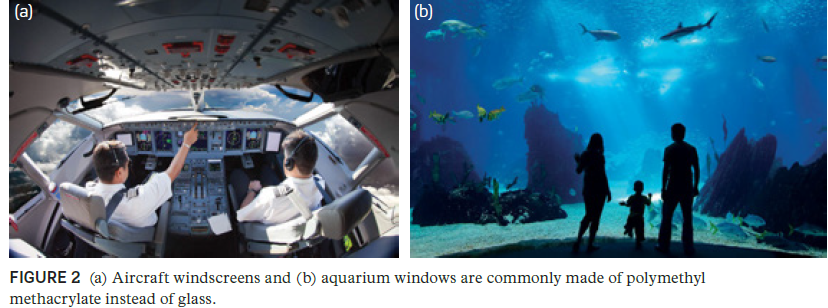 (a)
(b)
FIGURE 2 (a) Aircraft windscreens and (b) aquarium windows are commonly made of polymethyl
methacrylate instead of glass.